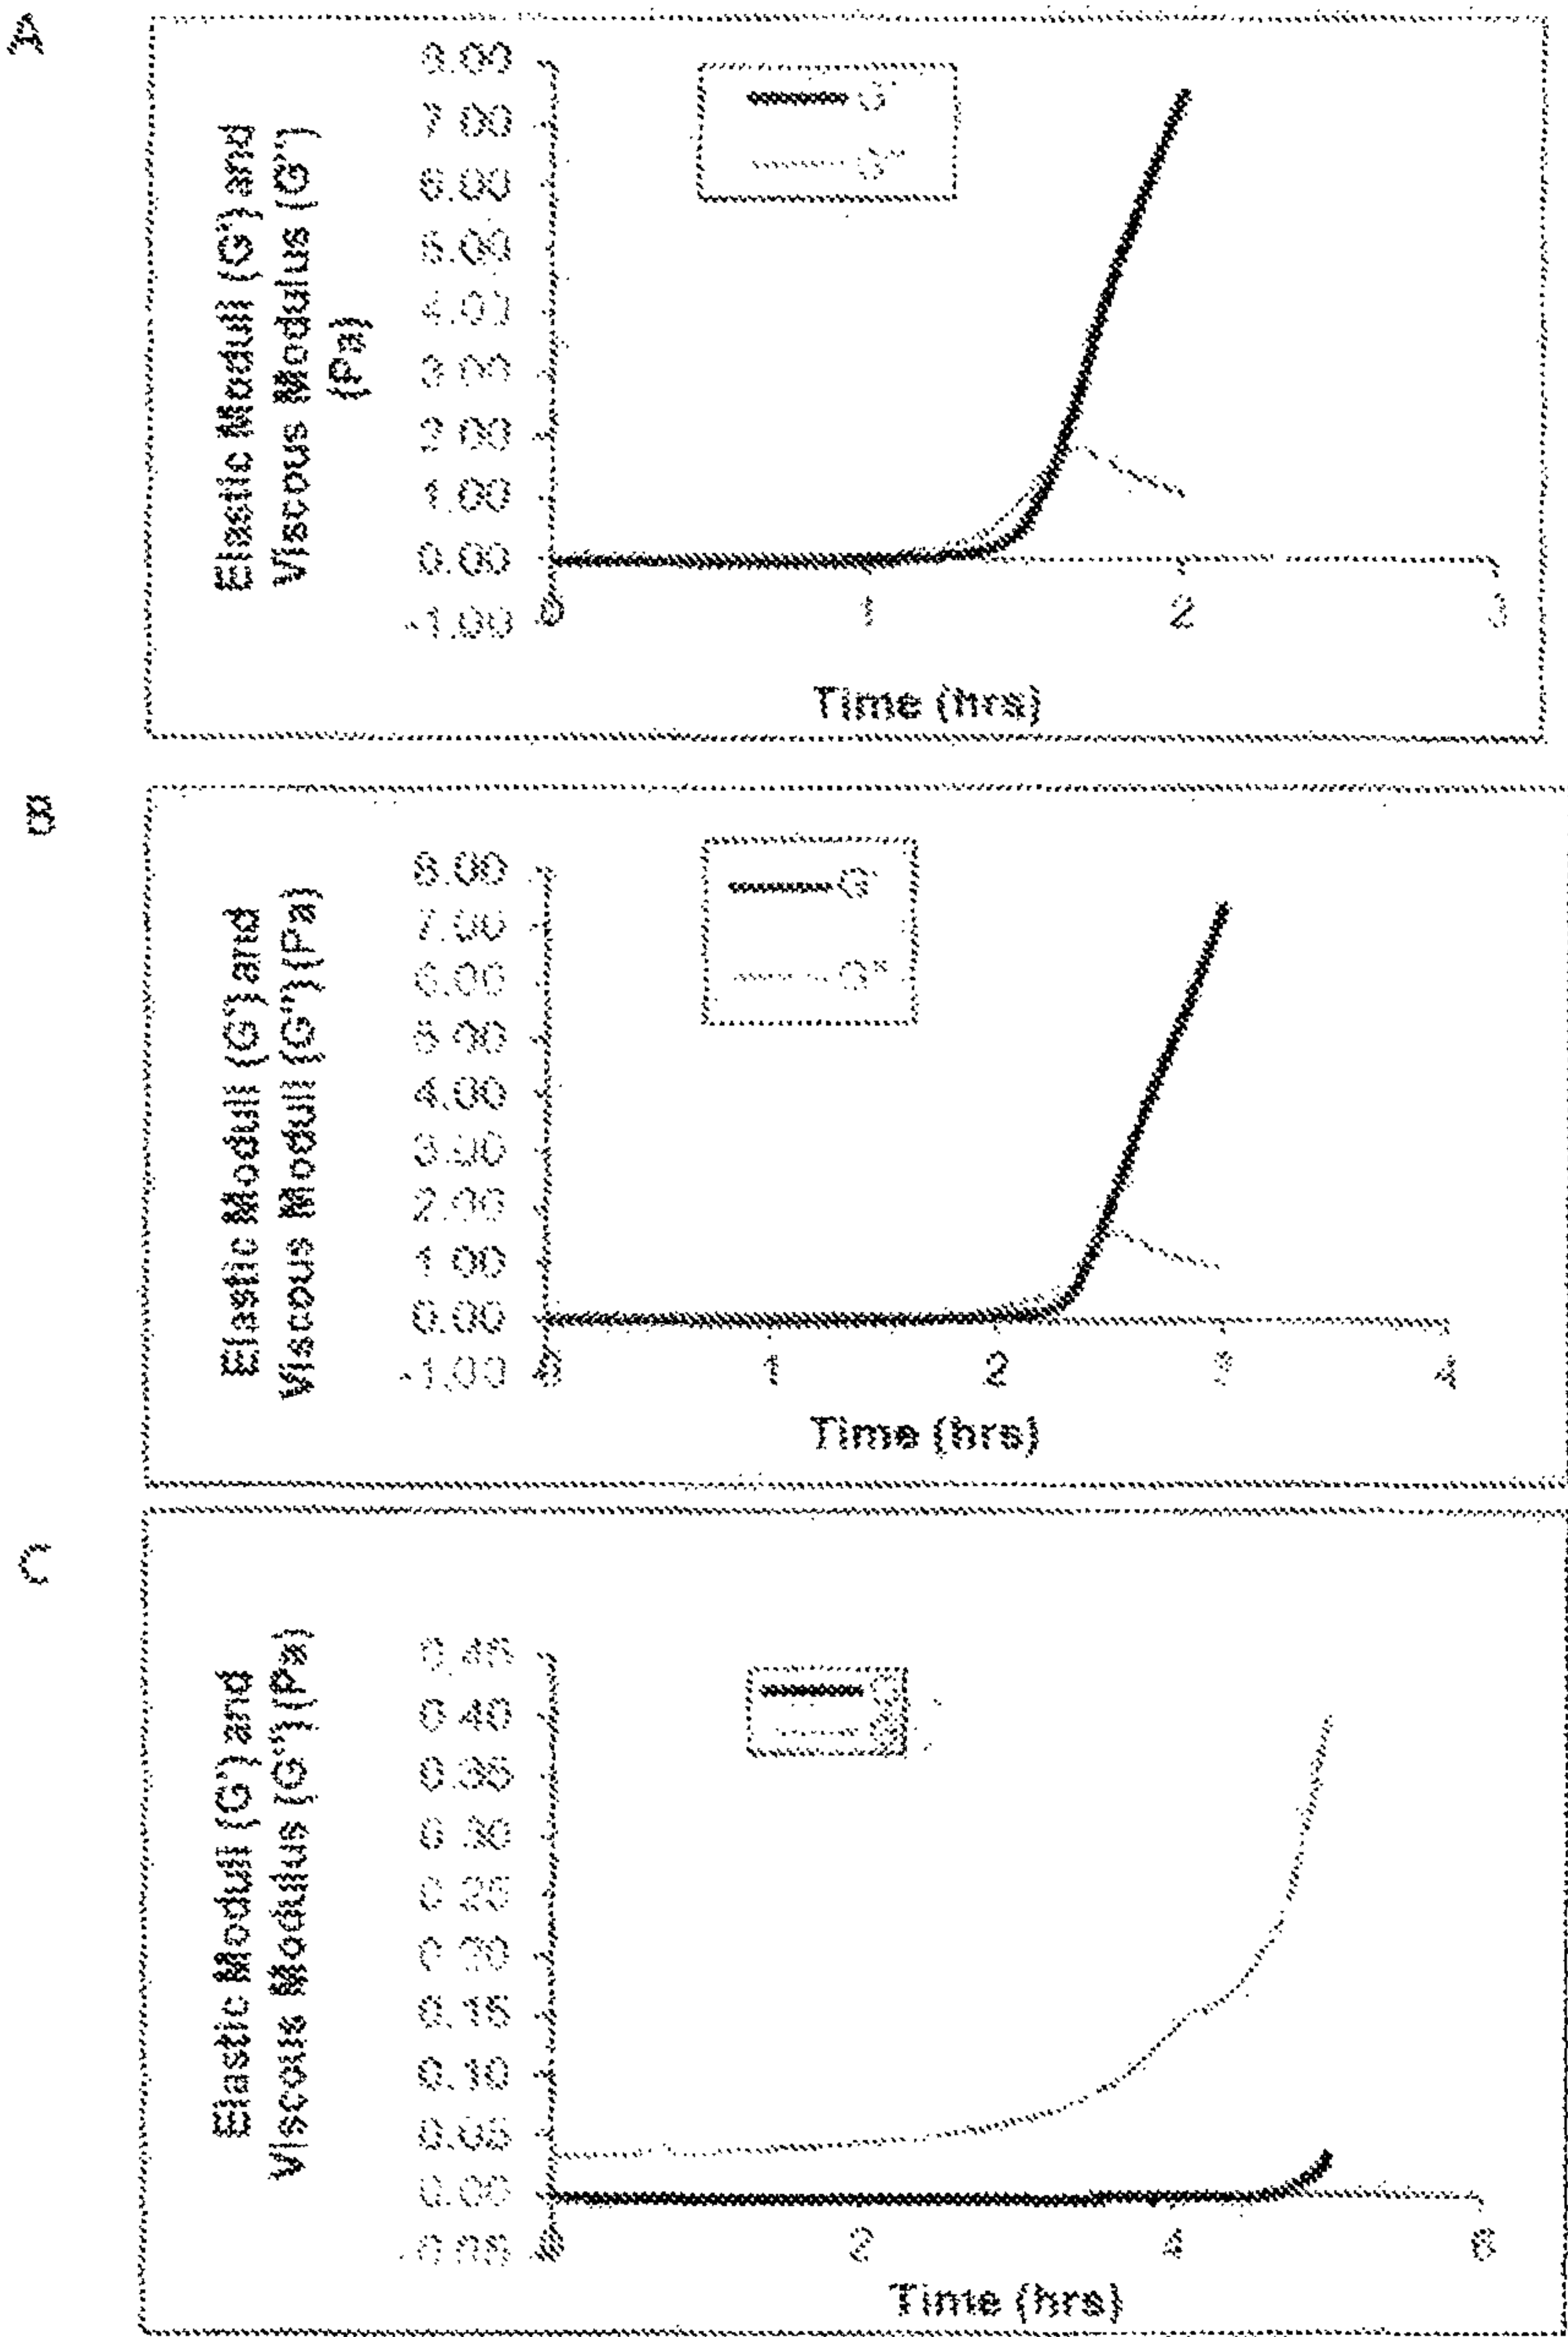 A
Elastic Moduli (G') and
Viscous Modulus (G")
(Pa)
8.00
7.00
6.00
5.00
4.00
3.00
2.00
1.00
0.00
-1.00
G'
G"
0 1 2 3
Time (hrs)
B
Elastic Moduli (G') and
Viscous Moduli (G") (Pa)
8.00
7.00
6.00
5.00
4.00
3.00
2.00
1.00
0.00
-1.00
G'
G"
0 1 2 3 4
Time (hrs)
C
Elastic Moduli (G') and
Viscous Modulus (G") (Pa)
0.45
0.40
0.35
0.30
0.25
0.20
0.15
0.10
0.05
0.00
-0.05
0 2 4 6
Time (hrs)